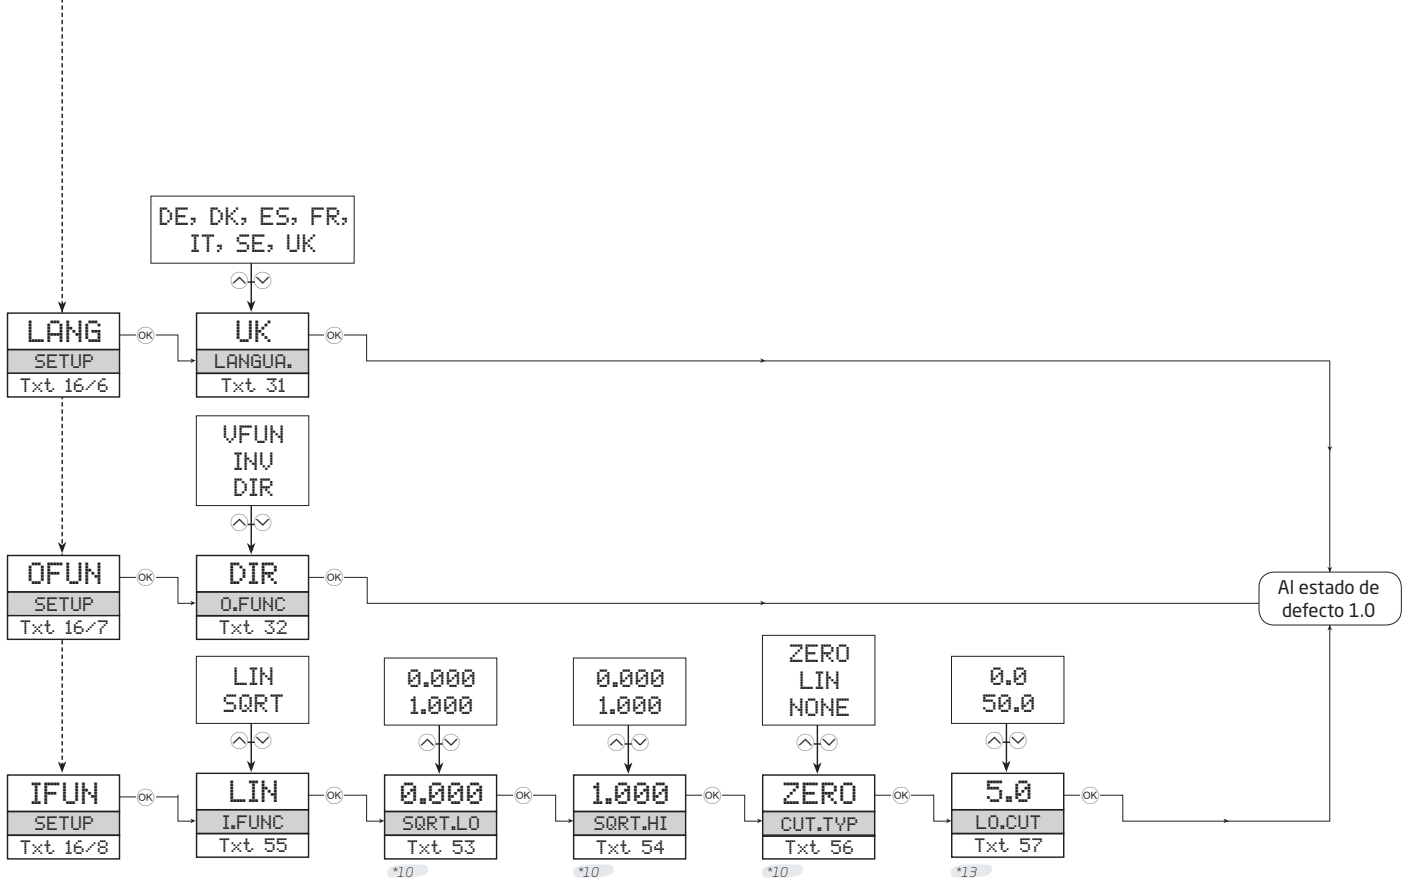 DE, DK, ES, FR,
IT, SE, UK
LANG
SETUP
Txt 16/6
OK
UK
LANGUA.
Txt 31
OK
VFUN
INV
DIR
OFUN
SETUP
Txt 16/7
OK
DIR
O.FUNC
Txt 32
OK
Al estado de
defecto 1.0
LIN
SQRT
0.000
1.000
0.000
1.000
ZERO
LIN
NONE
0.0
50.0
IFUN
SETUP
Txt 16/8
OK
LIN
I.FUNC
Txt 55
OK
0.000
SQRT.LO
Txt 53
*10
OK
1.000
SQRT.HI
Txt 54
*10
OK
ZERO
CUT.TYP
Txt 56
*10
OK
5.0
LO.CUT
Txt 57
*13
OK